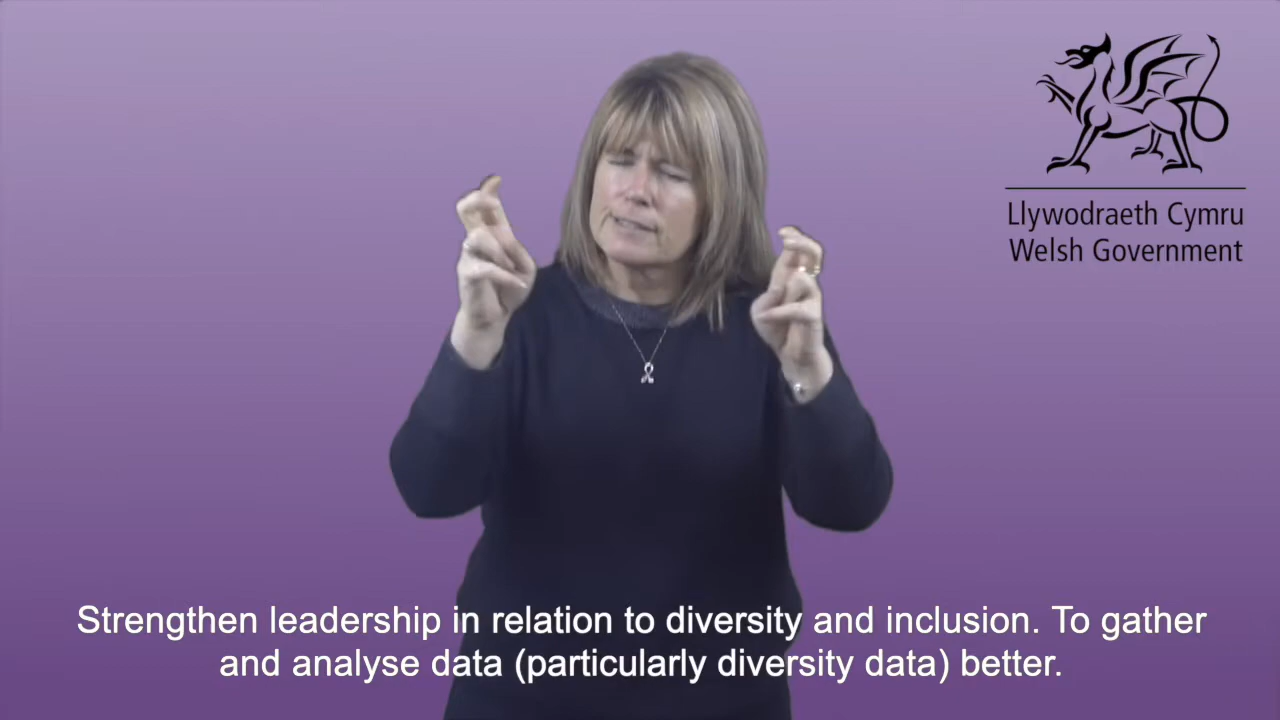 Llywodraeth Cymru
Welsh Government
Strengthen leadership in relation to diversity and inclusion. To gather
and analyse data (particularly diversity data) better.